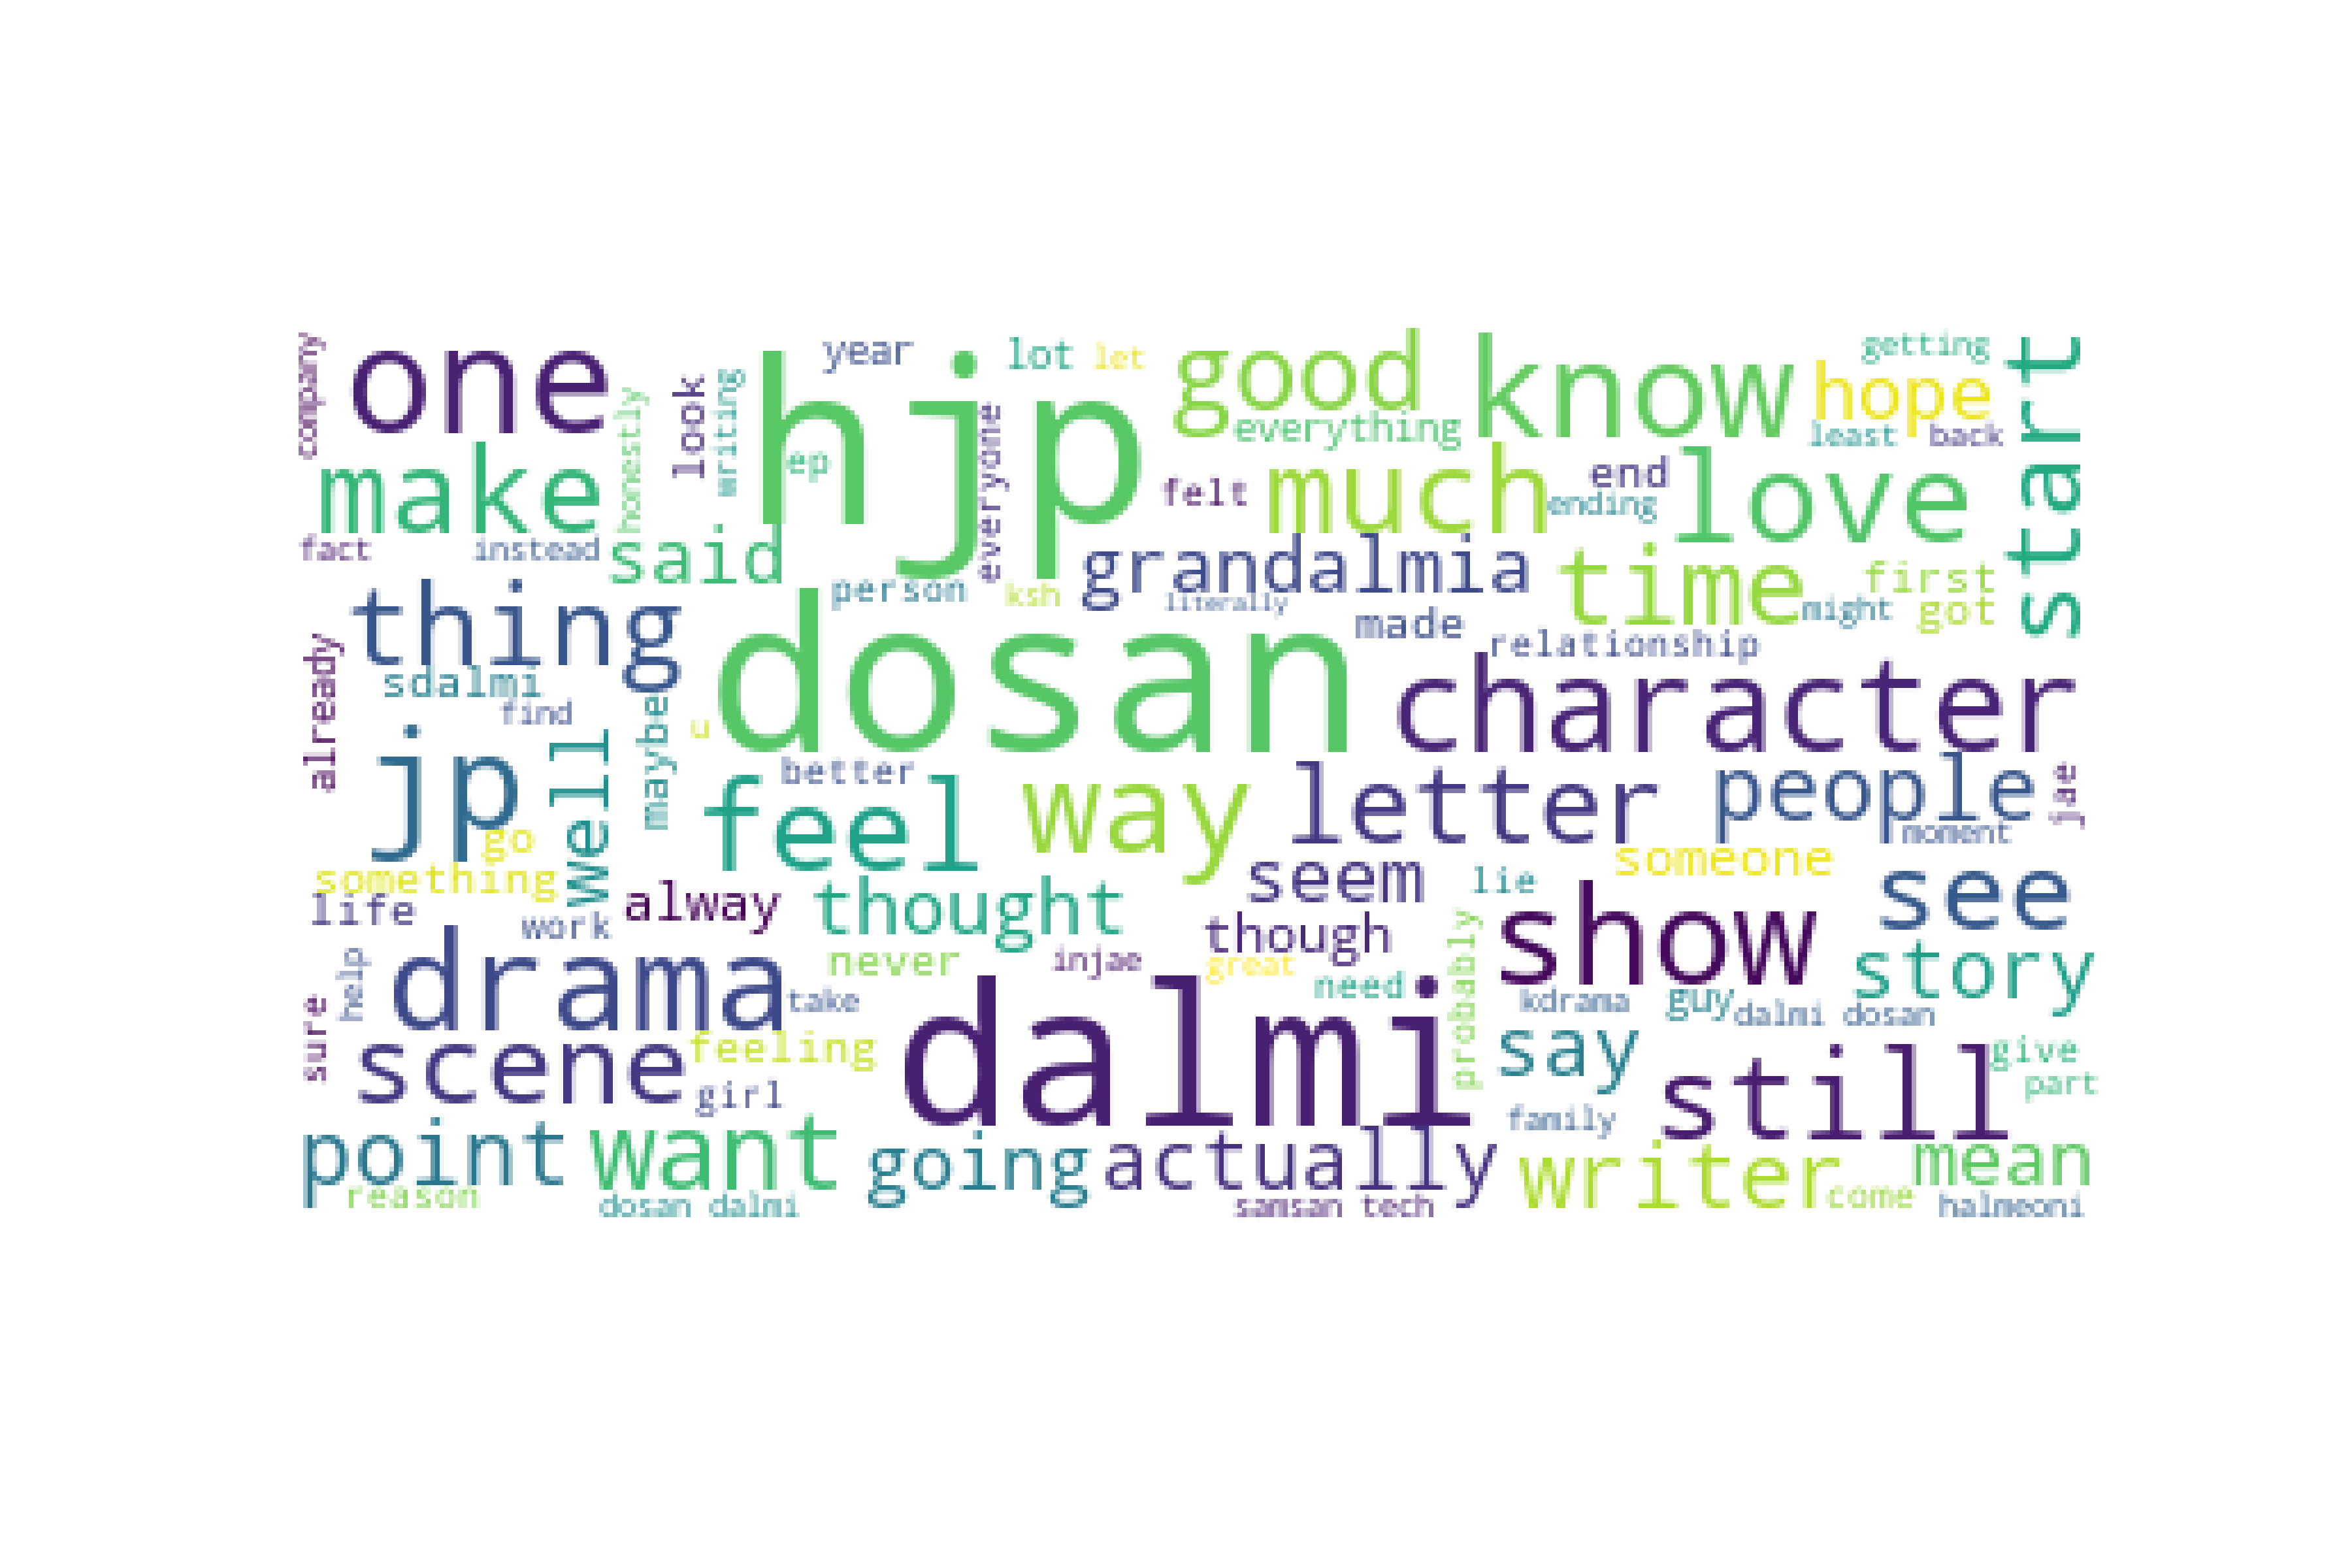 company
one
year
hjp
lot
let
good
know
getting
hope
start
look
writing
honestly
everything
least
back
make
ep
everyone
felt
much
end
ending
love
fact
instead
said
person
ksh
grandalmia
literally
time
first
might
got
made
relationship
thing
already
sdalmi
find
maybe
u
dosan
character
jp
well
better
feel
way
letter
people
moment
jae
go
something
life
work
alway
thought
seem
someone
lie
see
though
never
injae
great
need
probably
show
story
help
drama
take
dalmi
kdrama
guy
dalmi dosan
sure
scene
feeling
girl
say
still
give
part
family
point
want
going
actually
writer
mean
reason
dosan dalmi
samsan tech
come
halmeoni